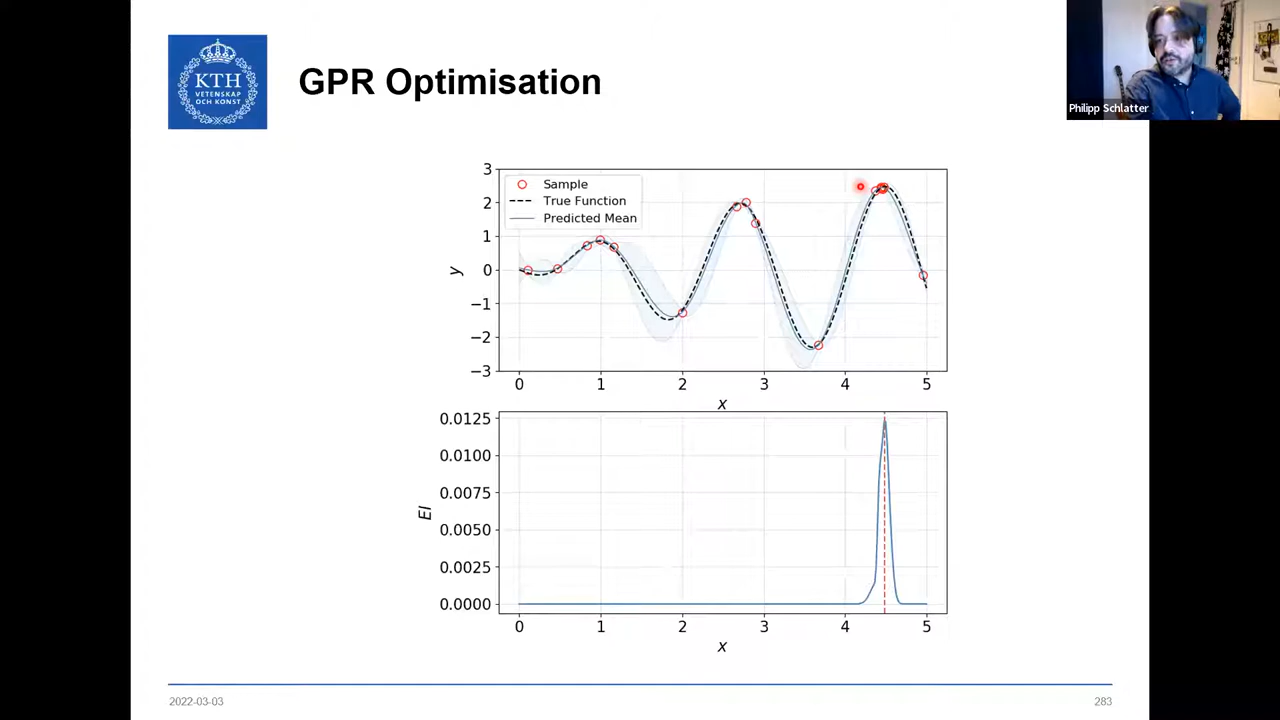 KTH
VETENSKAP
OCH KONST
GPR Optimisation
Philipp Schlatter
Sample
True Function
Predicted Mean
3
2
1
0
−1
−2
−3
y
0 1 2 3 4 5
x
0.0125
0.0100
0.0075
0.0050
0.0025
0.0000
EI
0 1 2 3 4 5
x
2022-03-03
283